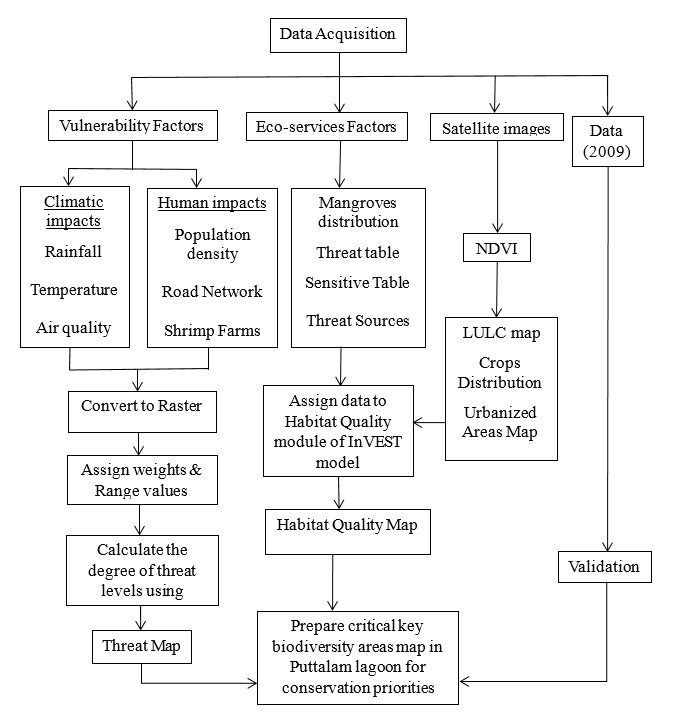 Data Acquisition
Vulnerability Factors
Eco-services Factors
Satellite images
Data
(2009)
Climatic
impacts
Rainfall
Temperature
Air quality
Human impacts
Population
density
Road Network
Shrimp Farms
Mangroves
distribution
Threat table
Sensitive Table
Threat Sources
NDVI
LULC map
Crops
Distribution
Urbanized
Areas Map
Convert to Raster
Assign data to
Habitat Quality
module of InVEST
model
Assign weights &
Range values
Habitat Quality Map
Calculate the
degree of threat
levels using
Validation
Threat Map
Prepare critical key
biodiversity areas map in
Puttalam lagoon for
conservation priorities